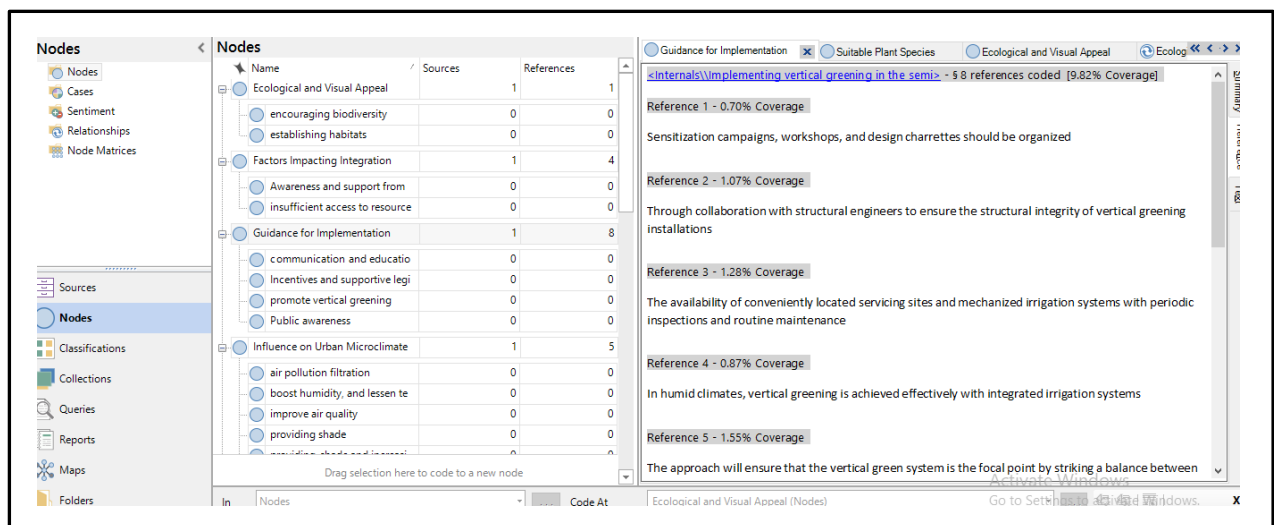 Nodes
Nodes
Cases
Sentiment
Relationships
Node Matrices
Sources
Nodes
Classifications
Collections
Queries
Reports
Maps
Folders
Nodes
Name Sources References
Ecological and Visual Appeal 1 1
encouraging biodiversity 0 0
establishing habitats 0 0
Factors Impacting Integration 1 4
Awareness and support from 0 0
insufficient access to resource 0 0
Guidance for Implementation 1 8
communication and educatio 0 0
Incentives and supportive legi 0 0
promote vertical greening 0 0
Public awareness 0 0
Influence on Urban Microclimate 1 5
air pollution filtration 0 0
boost humidity, and lessen te 0 0
improve air quality 0 0
providing shade 0 0
Drag selection here to code to a new node
In Nodes ... Code At Ecological and Visual Appeal (Nodes) X
Guidance for Implementation x Suitable Plant Species Ecological and Visual Appeal Ecolog
<Internals\\Implementing vertical greening in the semi> - § 8 references coded [9.82% Coverage]
Reference 1 - 0.70% Coverage
Sensitization campaigns, workshops, and design charrettes should be organized
Reference 2 - 1.07% Coverage
Through collaboration with structural engineers to ensure the structural integrity of vertical greening
installations
Reference 3 - 1.28% Coverage
The availability of conveniently located servicing sites and mechanized irrigation systems with periodic
inspections and routine maintenance
Reference 4 - 0.87% Coverage
In humid climates, vertical greening is achieved effectively with integrated irrigation systems
Reference 5 - 1.55% Coverage
The approach will ensure that the vertical green system is the focal point by striking a balance between
Activate Windows
Go to Settings to activate Windows.